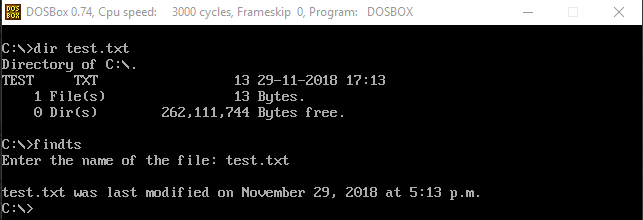 DOS
BOX
DOSBox 0.74, Cpu speed: 3000 cycles, Frameskip 0, Program: DOSBOX
C:\>dir test.txt
Directory of C:\.
TEST TXT 13 29-11-2018 17:13
1 File(s) 13 Bytes.
0 Dir(s) 262,111,744 Bytes free.
C:\>findts
Enter the name of the file: test.txt
test.txt was last modified on November 29, 2018 at 5:13 p.m.
C:\>